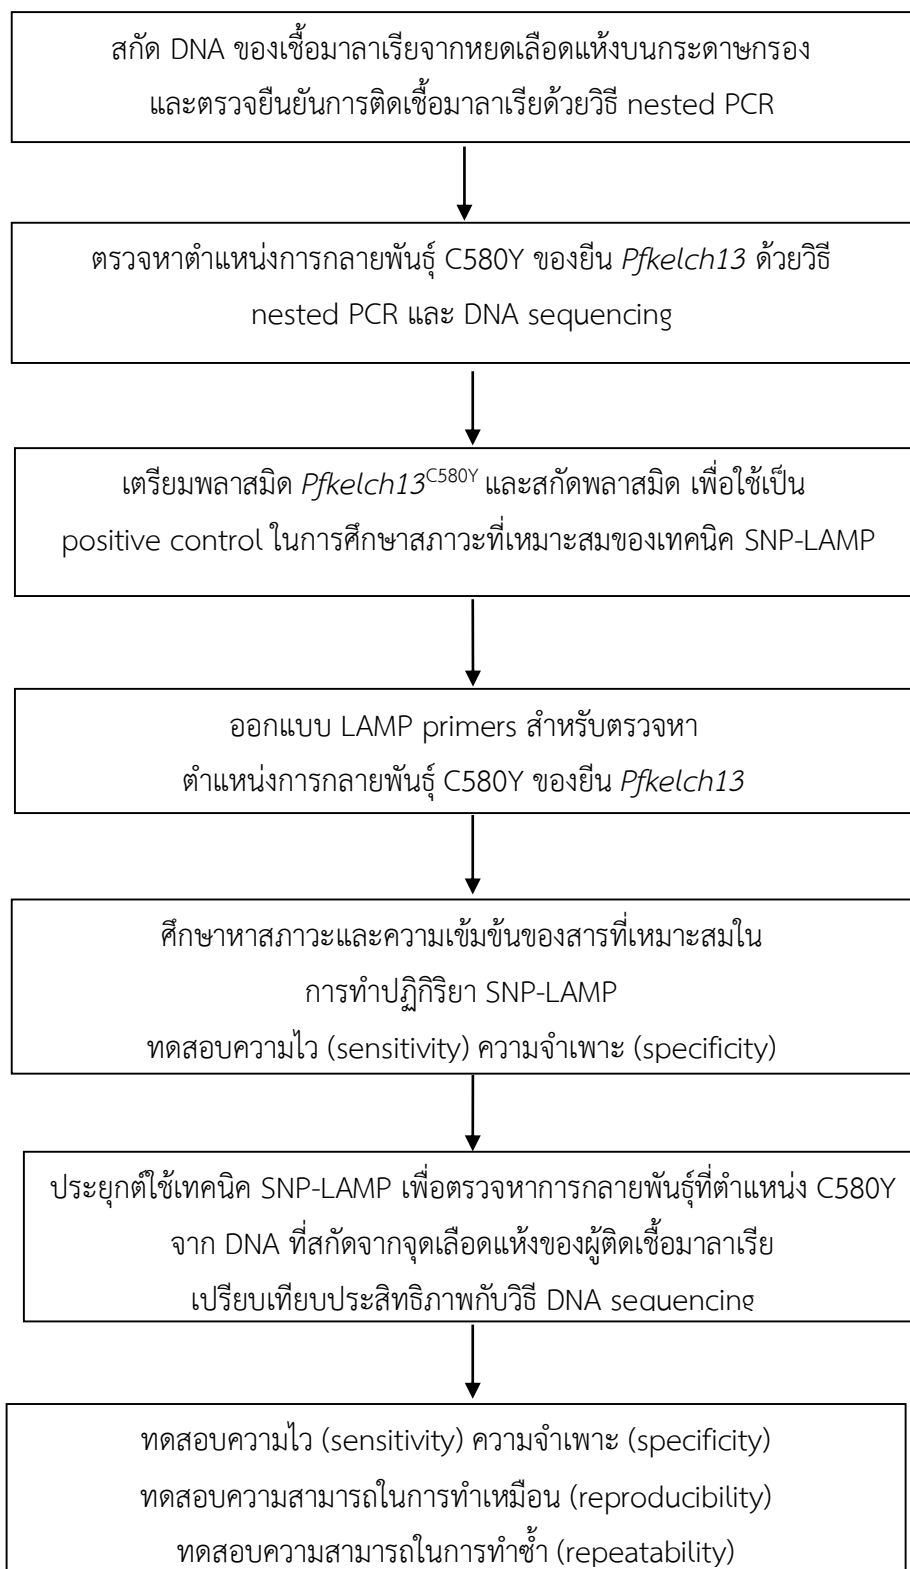 สกัด DNA ของเชื้อมาลาเรียจากหยดเลือดแห้งบนกระดาษกรอง
และตรวจยืนยันการติดเชื้อมาลาเรียด้วยวิธี nested PCR
ตรวจหาตำแหน่งการกลายพันธุ์ C580Y ของยีน Pfkelch13 ด้วยวิธี
nested PCR และ DNA sequencing
เตรียมพลาสมิด Pfkelch13^C580Y และสกัดพลาสมิด เพื่อใช้เป็น
positive control ในการศึกษาสภาวะที่เหมาะสมของเทคนิค SNP-LAMP
ออกแบบ LAMP primers สำหรับตรวจหา
ตำแหน่งการกลายพันธุ์ C580Y ของยีน Pfkelch13
ศึกษาหาสภาวะและความเข้มข้นของสารที่เหมาะสมใน
การทำปฏิกิริยา SNP-LAMP
ทดสอบความไว (sensitivity) ความจำเพาะ (specificity)
ประยุกต์ใช้เทคนิค SNP-LAMP เพื่อตรวจหาการกลายพันธุ์ที่ตำแหน่ง C580Y
จาก DNA ที่สกัดจากจุดเลือดแห้งของผู้ติดเชื้อมาลาเรีย
เปรียบเทียบประสิทธิภาพกับวิธี DNA sequencing
ทดสอบความไว (sensitivity) ความจำเพาะ (specificity)
ทดสอบความสามารถในการทำเหมือน (reproducibility)
ทดสอบความสามารถในการทำซ้ำ (repeatability)